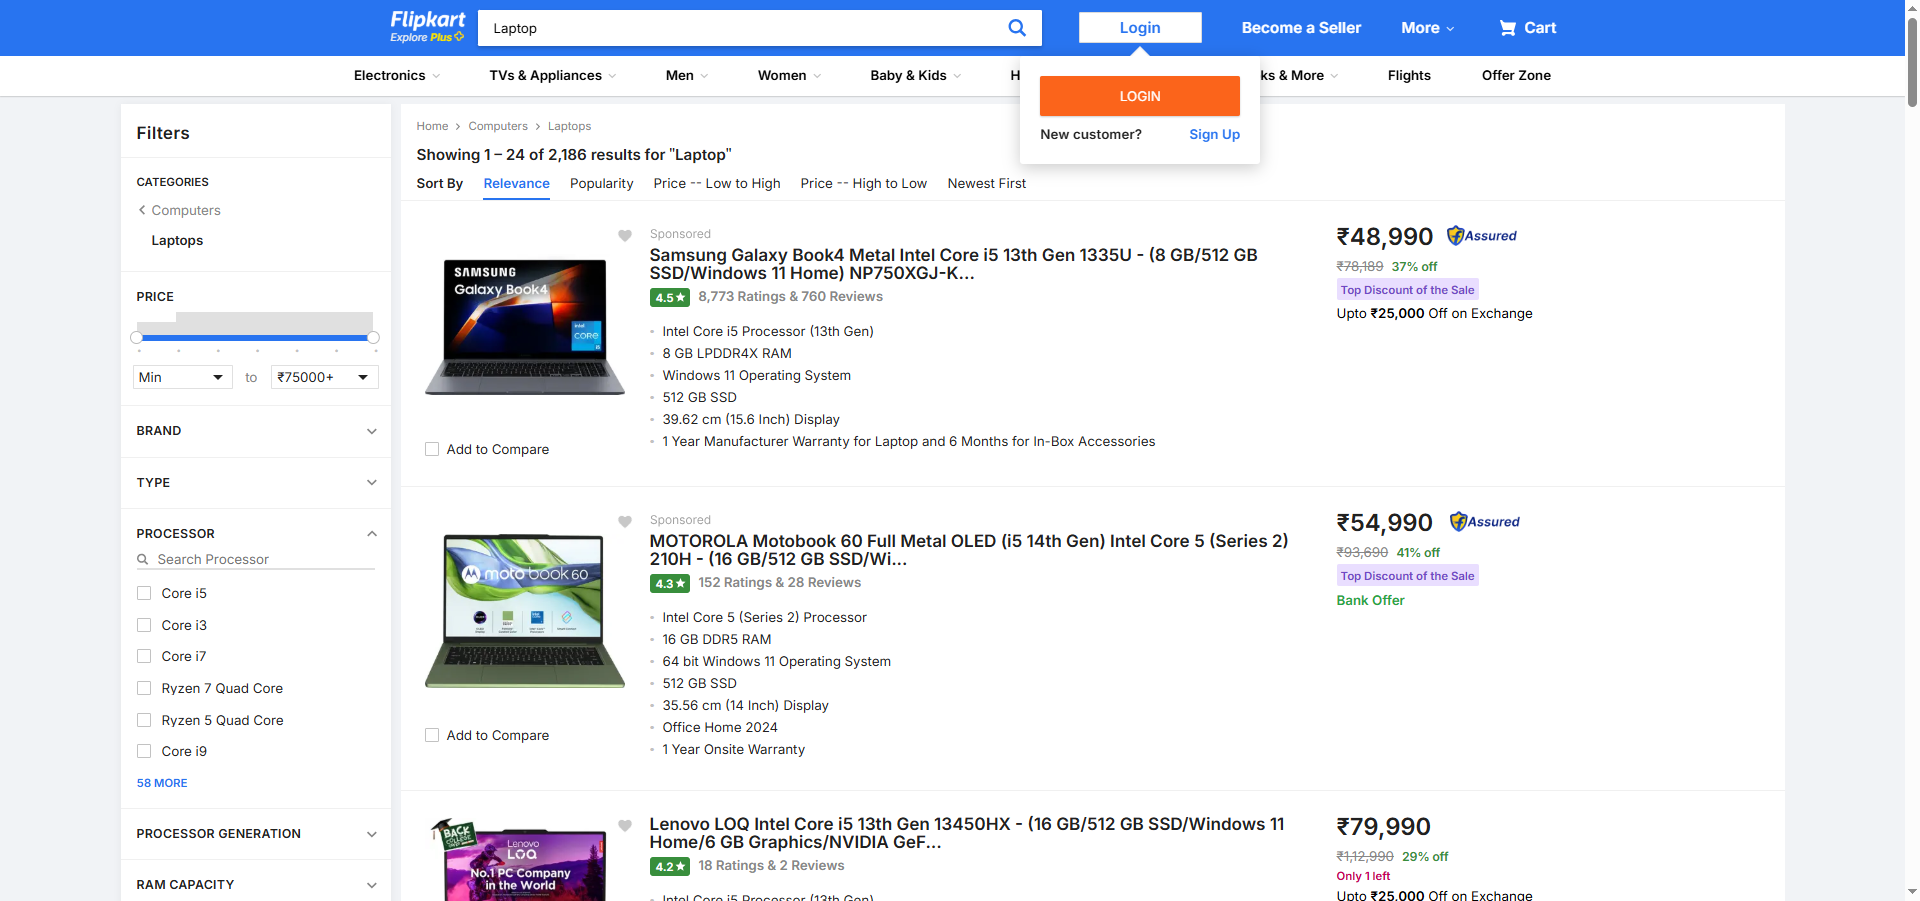 Flipkart
Explore Plus
Laptop
Login
Become a Seller
More
Cart
Electronics
TVs & Appliances
Men
Women
Baby & Kids
H
ks & More
Flights
Offer Zone
LOGIN
New customer?
Sign Up
Filters
CATEGORIES
Computers
Laptops
PRICE
Min
to
₹75000+
BRAND
TYPE
PROCESSOR
Search Processor
Core i5
Core i3
Core i7
Ryzen 7 Quad Core
Ryzen 5 Quad Core
Core i9
58 MORE
PROCESSOR GENERATION
RAM CAPACITY
Home
Computers
Laptops
Showing 1 – 24 of 2,186 results for "Laptop"
Sort By
Relevance
Popularity
Price -- Low to High
Price -- High to Low
Newest First
SAMSUNG
Galaxy Book4
intel
CORE
i5
Add to Compare
Sponsored
Samsung Galaxy Book4 Metal Intel Core i5 13th Gen 1335U - (8 GB/512 GB
SSD/Windows 11 Home) NP750XGJ-K...
4.5
8,773 Ratings & 760 Reviews
Intel Core i5 Processor (13th Gen)
8 GB LPDDR4X RAM
Windows 11 Operating System
512 GB SSD
39.62 cm (15.6 Inch) Display
1 Year Manufacturer Warranty for Laptop and 6 Months for In-Box Accessories
₹48,990
Assured
₹78,189 37% off
Top Discount of the Sale
Upto ₹25,000 Off on Exchange
moto book 60
Add to Compare
Sponsored
MOTOROLA Motobook 60 Full Metal OLED (i5 14th Gen) Intel Core 5 (Series 2)
210H - (16 GB/512 GB SSD/Wi...
4.3
152 Ratings & 28 Reviews
Intel Core 5 (Series 2) Processor
16 GB DDR5 RAM
64 bit Windows 11 Operating System
512 GB SSD
35.56 cm (14 Inch) Display
Office Home 2024
1 Year Onsite Warranty
₹54,990
Assured
₹93,690 41% off
Top Discount of the Sale
Bank Offer
BACK
COLLEGE
Lenovo
LOQ
No.1 PC Company
in the World
Lenovo LOQ Intel Core i5 13th Gen 13450HX - (16 GB/512 GB SSD/Windows 11
Home/6 GB Graphics/NVIDIA GeF...
4.2
18 Ratings & 2 Reviews
Intel Core i5 Processor (13th Gen)
₹79,990
₹1,12,990 29% off
Only 1 left
Upto ₹25,000 Off on Exchange